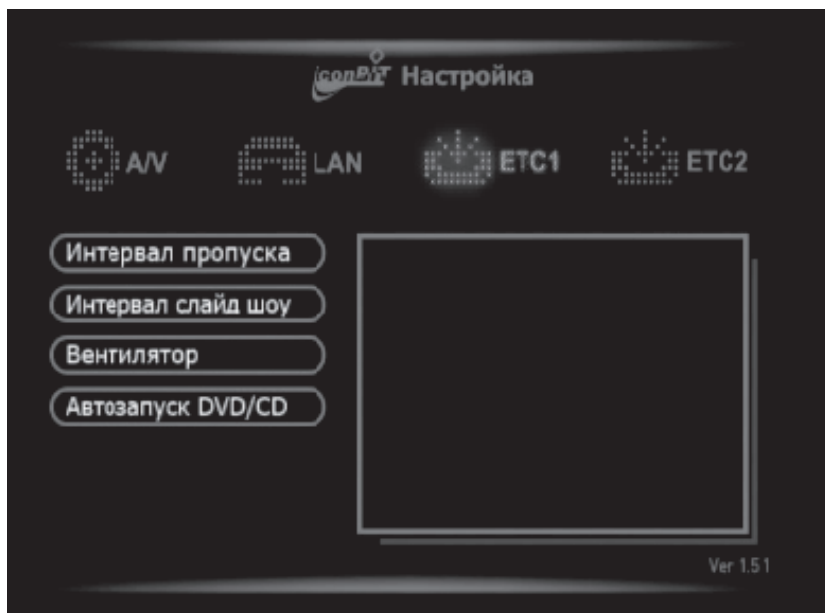 iconBiT Настройка
A/V LAN ETC1 ETC2
Интервал пропуска
Интервал слайд шоу
Вентилятор
Автозапуск DVD/CD
Ver 1.51